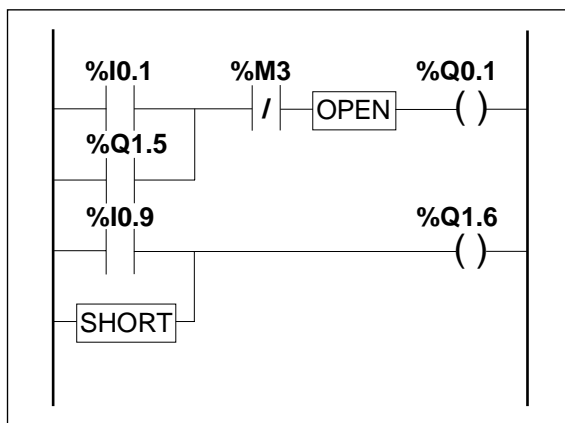 %I0.1 %M3 %Q0.1
/ OPEN ( )
%Q1.5
%I0.9 %Q1.6
( )
SHORT